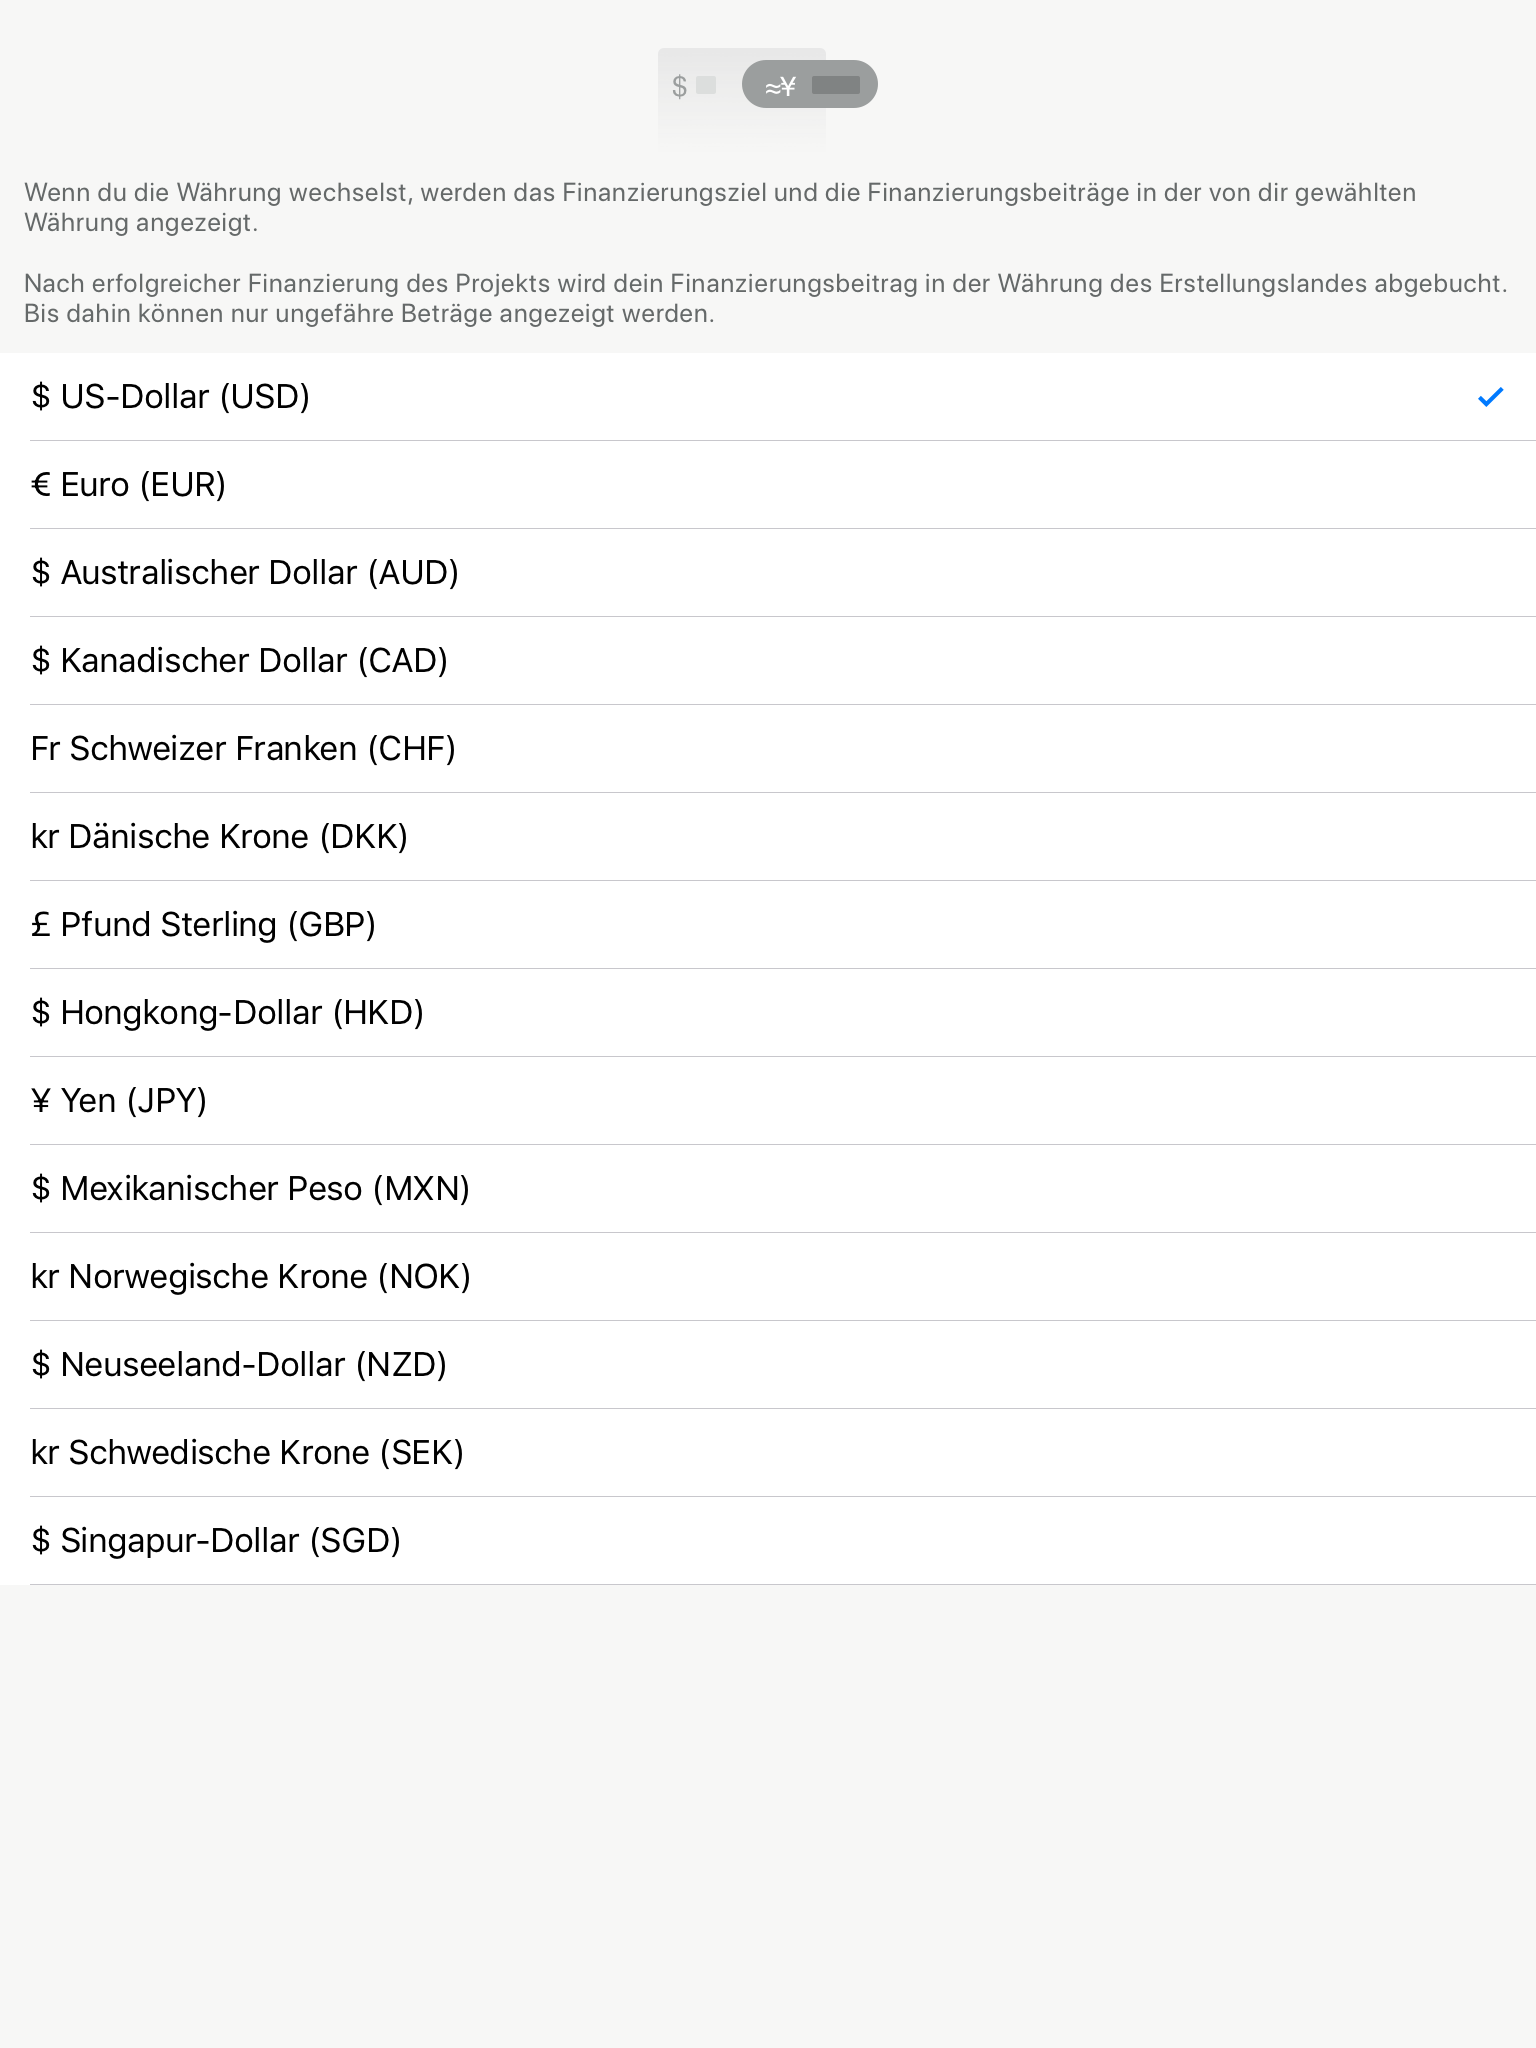 $ ≈¥
Wenn du die Währung wechselst, werden das Finanzierungsziel und die Finanzierungsbeiträge in der von dir gewählten
Währung angezeigt.
Nach erfolgreicher Finanzierung des Projekts wird dein Finanzierungsbeitrag in der Währung des Erstellungslandes abgebucht.
Bis dahin können nur ungefähre Beträge angezeigt werden.
$ US-Dollar (USD)
€ Euro (EUR)
$ Australischer Dollar (AUD)
$ Kanadischer Dollar (CAD)
Fr Schweizer Franken (CHF)
kr Dänische Krone (DKK)
£ Pfund Sterling (GBP)
$ Hongkong-Dollar (HKD)
¥ Yen (JPY)
$ Mexikanischer Peso (MXN)
kr Norwegische Krone (NOK)
$ Neuseeland-Dollar (NZD)
kr Schwedische Krone (SEK)
$ Singapur-Dollar (SGD)